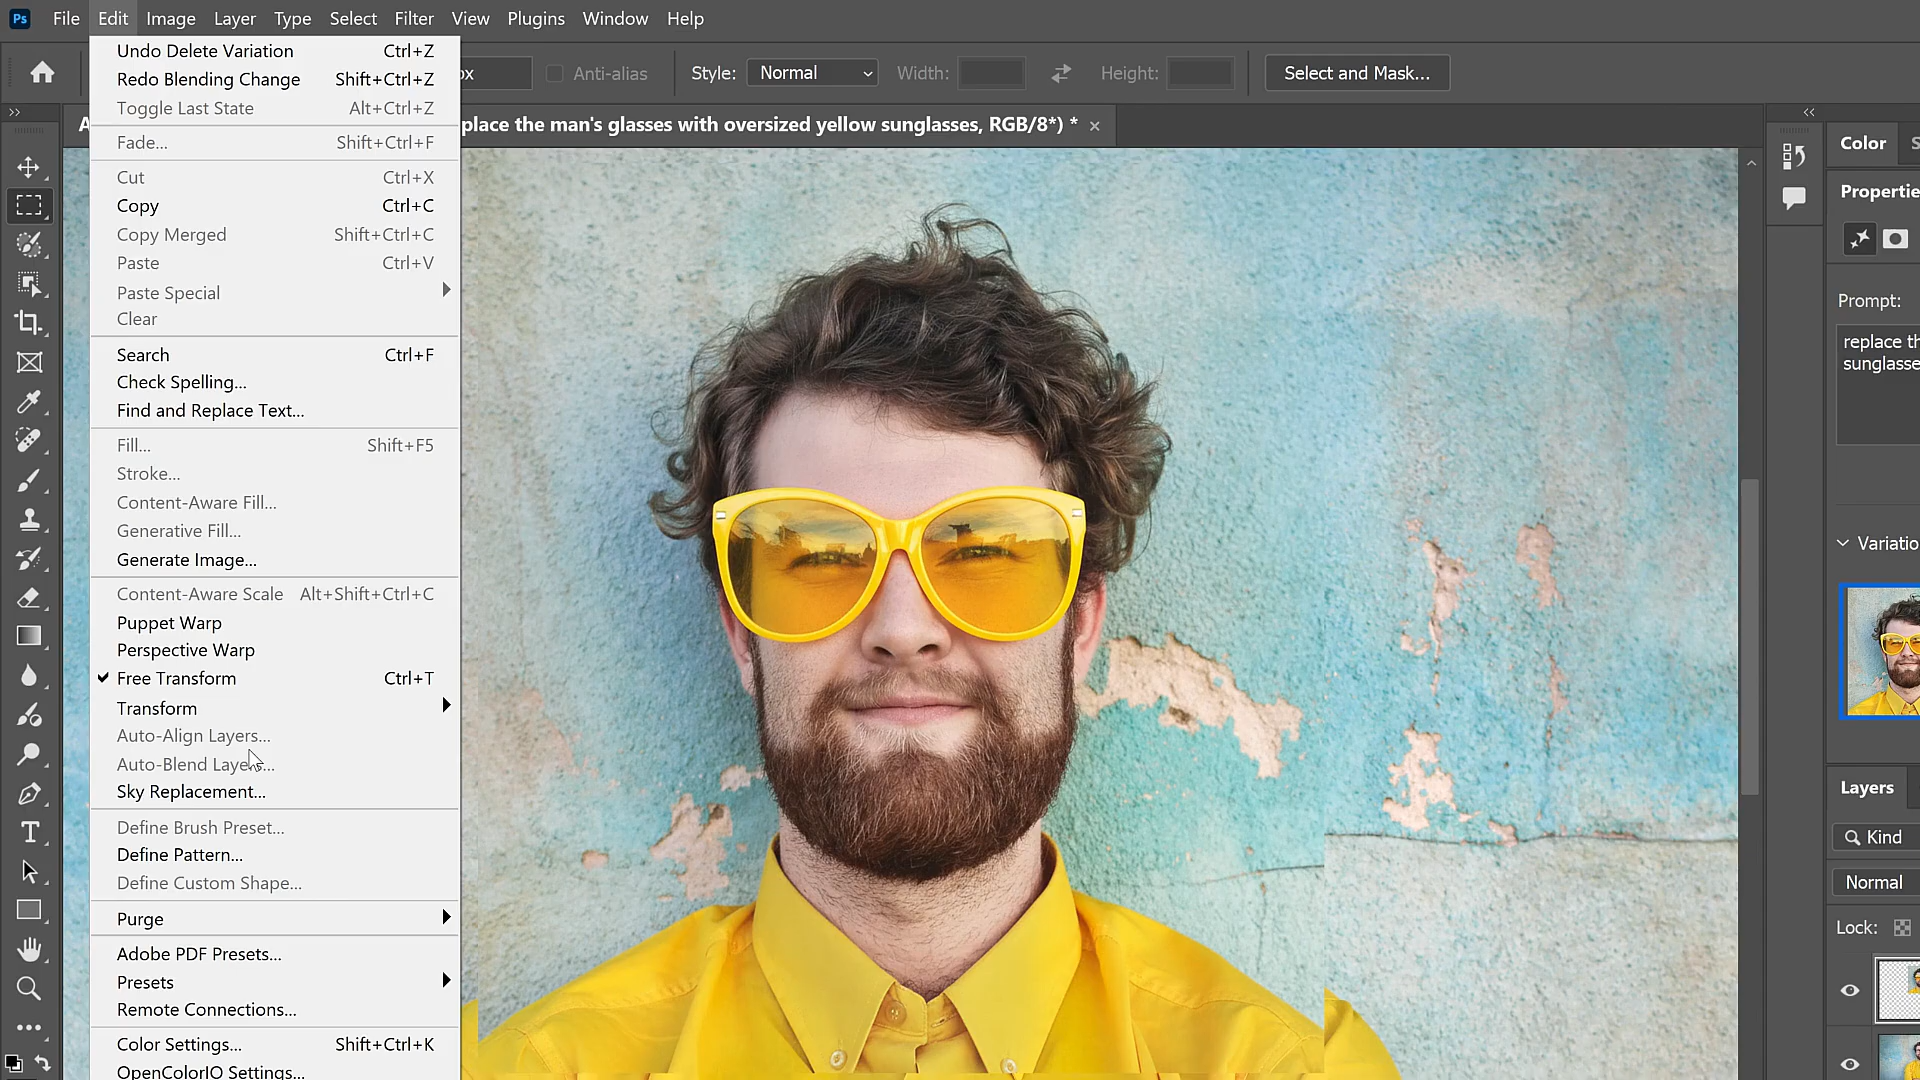 Ps File Edit Image Layer Type Select Filter View Plugins Window Help
px Anti-alias Style: Normal Width: Height: Select and Mask...
place the man's glasses with oversized yellow sunglasses, RGB/8*) * ×
Undo Delete Variation Ctrl+Z
Redo Blending Change Shift+Ctrl+Z
Toggle Last State Alt+Ctrl+Z
Fade... Shift+Ctrl+F
Cut Ctrl+X
Copy Ctrl+C
Copy Merged Shift+Ctrl+C
Paste Ctrl+V
Paste Special
Clear
Search Ctrl+F
Check Spelling...
Find and Replace Text...
Fill... Shift+F5
Stroke...
Content-Aware Fill...
Generative Fill...
Generate Image...
Content-Aware Scale Alt+Shift+Ctrl+C
Puppet Warp
Perspective Warp
Free Transform Ctrl+T
Transform
Auto-Align Layers...
Auto-Blend Laye...
Sky Replacement...
Define Brush Preset...
Define Pattern...
Define Custom Shape...
Purge
Adobe PDF Presets...
Presets
Remote Connections...
Color Settings... Shift+Ctrl+K
OpenColorIO Settings...
Color S
Propertie
Prompt:
replace th
sunglasse
Variatio
Layers
Kind
Normal
Lock: